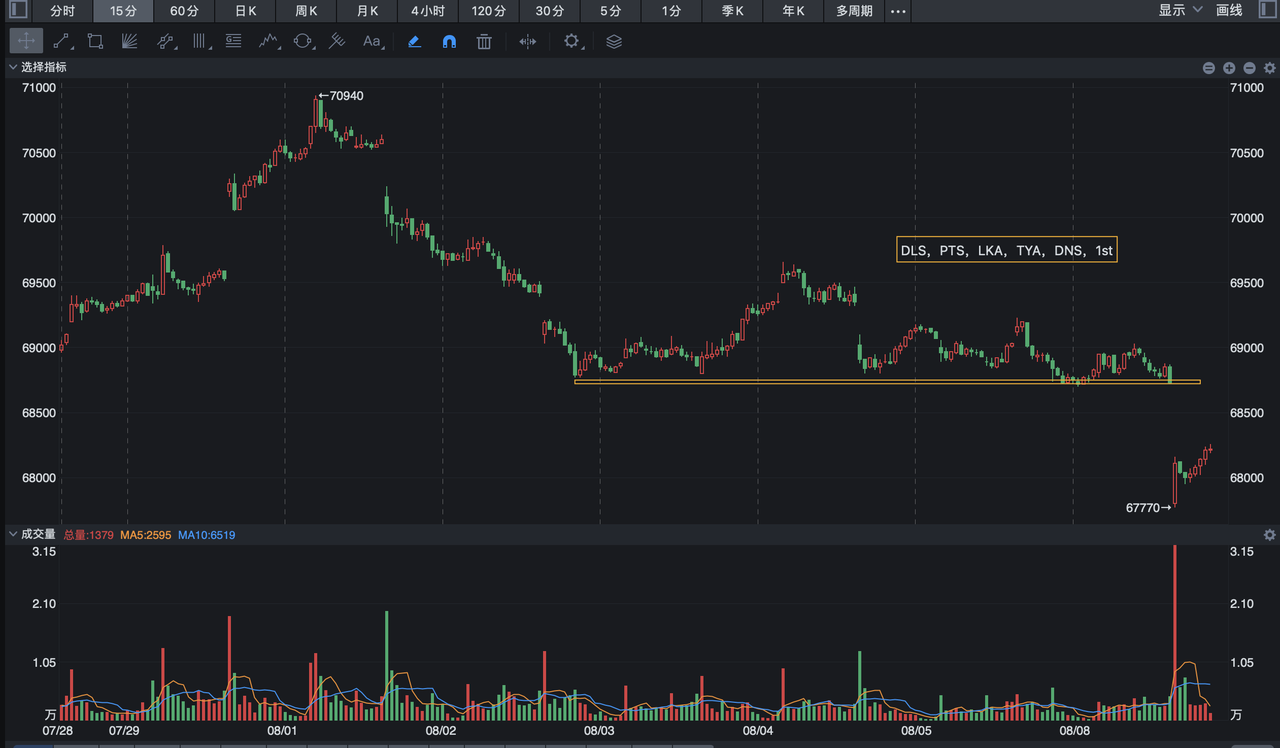 分时 15分 60分 日K 周K 月K 4小时 120分 30分 5分 1分 季K 年K 多周期 ••• 显示 画线
Aa
选择指标
71000 ←70940 71000
70500 70500
70000 70000
DLS, PTS, LKA, TYA, DNS, 1st
69500 69500
69000 69000
68500 68500
68000 68000
67770→
成交量 总量:1379 MA5:2595 MA10:6519
3.15 3.15
2.10 2.10
1.05 1.05
万 万
07/28 07/29 08/01 08/02 08/03 08/04 08/05 08/08